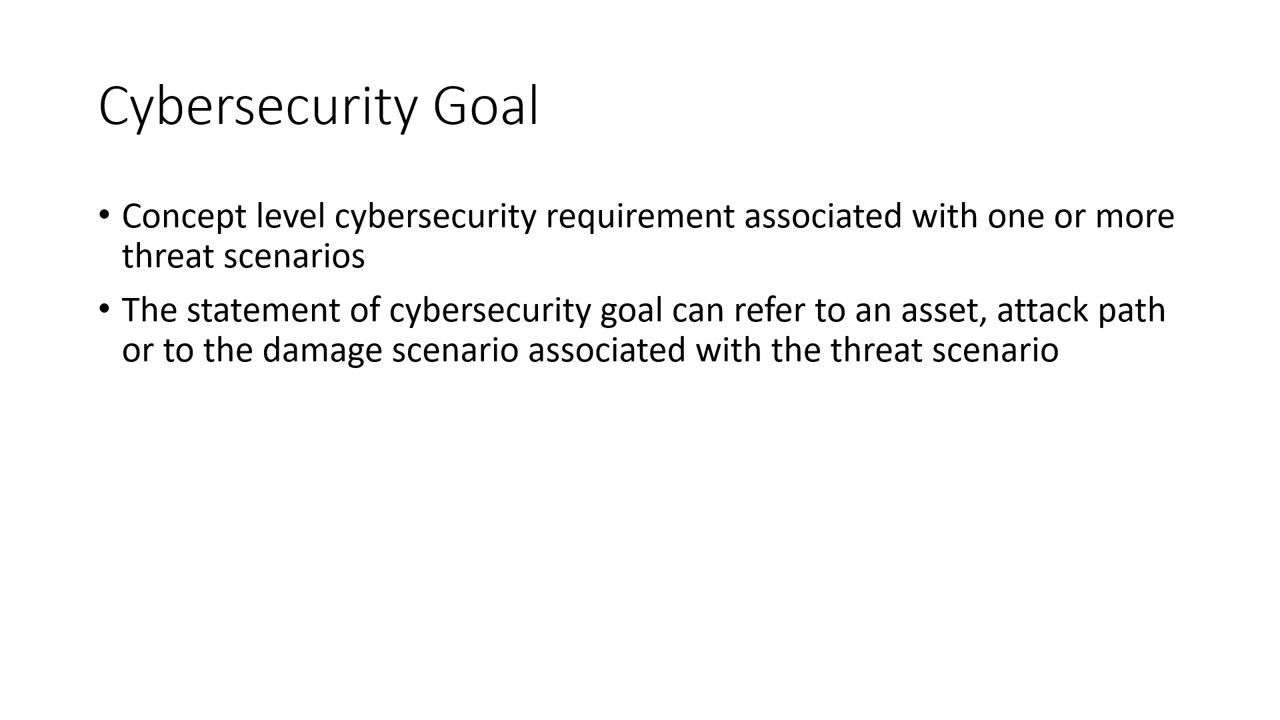 Cybersecurity Goal
• Concept level cybersecurity requirement associated with one or more
threat scenarios
• The statement of cybersecurity goal can refer to an asset, attack path
or to the damage scenario associated with the threat scenario